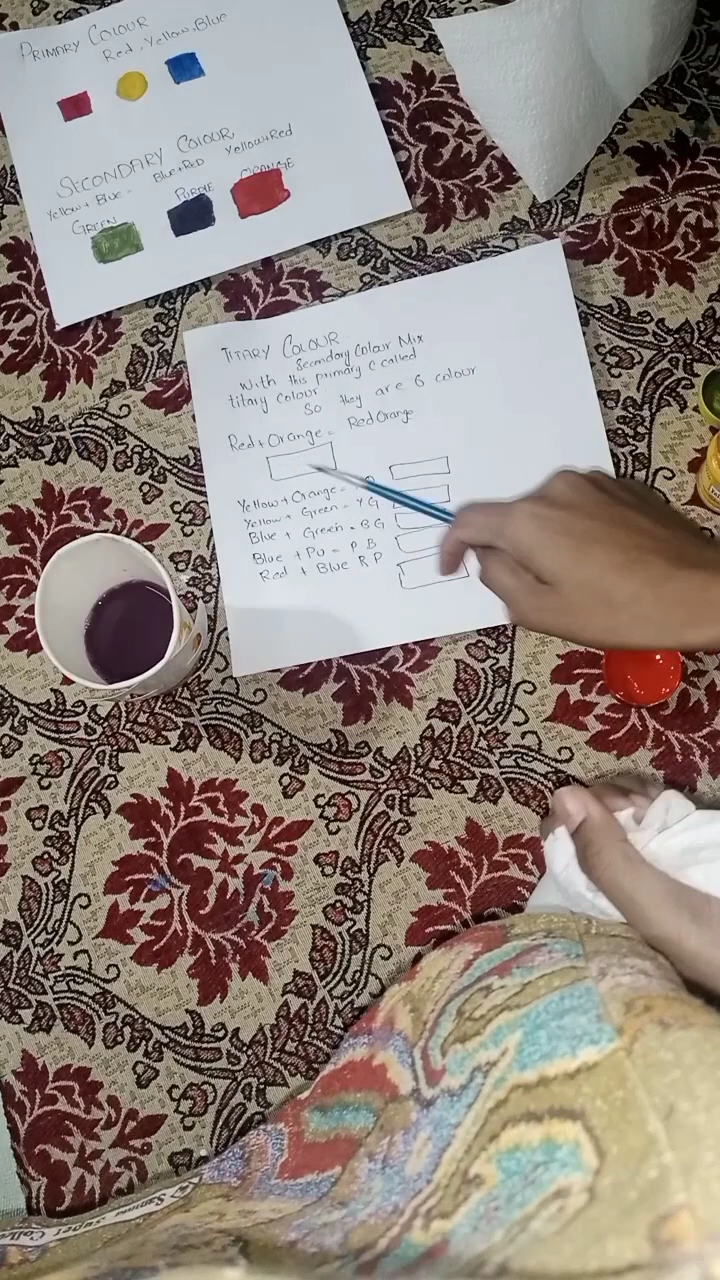 PRIMARY COLOUR
Red, Yellow, Blue
SECONDARY COLOUR
Yellow + Blue =
Blue + RED
Yellow + Red
GREEN
PURPLE
ORANGE
TITARY COLOUR
Secondary Colour Mix
with this primary C called
titary colour
So they are 6 colour
Red + Orange = Red Orange
Yellow + Orange =
Yellow + Green = Y G
Blue + Green = B G
Blue + Pu = P B
Red + Blue R P
Super